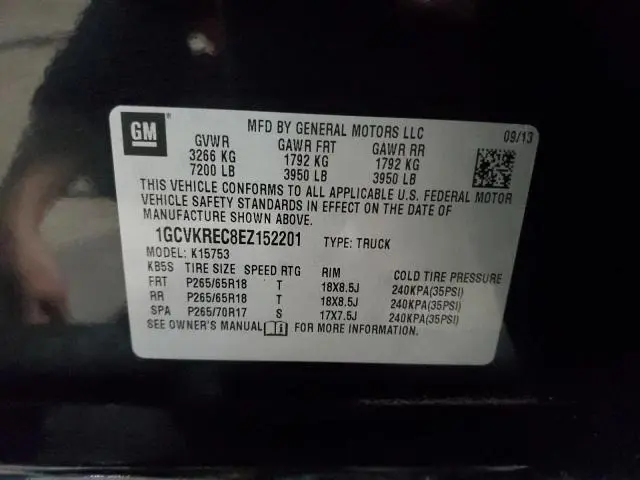 GM
MFD BY GENERAL MOTORS LLC 09/13
GVWR GAWR FRT GAWR RR
3266 KG 1792 KG 1792 KG
7200 LB 3950 LB 3950 LB
THIS VEHICLE CONFORMS TO ALL APPLICABLE U.S. FEDERAL MOTOR
VEHICLE SAFETY STANDARDS IN EFFECT ON THE DATE OF
MANUFACTURE SHOWN ABOVE.
1GCVKREC8EZ152201 TYPE: TRUCK
MODEL: K15753
KB5S TIRE SIZE SPEED RTG RIM COLD TIRE PRESSURE
FRT P265/65R18 T 18X8.5J 240KPA(35PSI)
RR P265/65R18 T 18X8.5J 240KPA(35PSI)
SPA P265/70R17 S 17X7.5J 240KPA(35PSI)
SEE OWNER'S MANUAL FOR MORE INFORMATION.